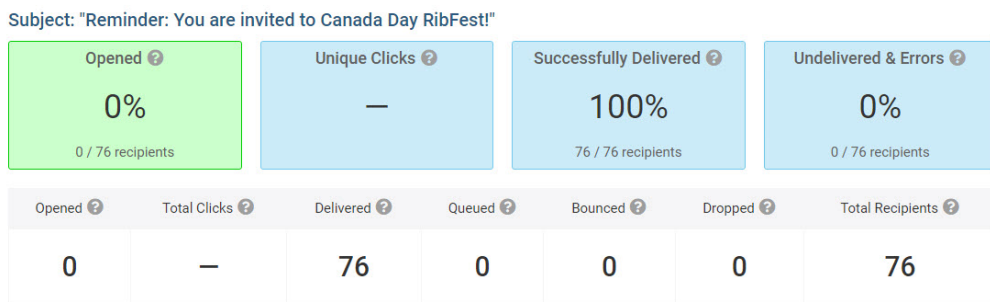 Subject: "Reminder: You are invited to Canada Day RibFest!"
Opened ?
Unique Clicks ?
Successfully Delivered ?
Undelivered & Errors ?
0%
—
100%
0%
0 / 76 recipients
76 / 76 recipients
0 / 76 recipients
Opened ? Total Clicks ? Delivered ? Queued ? Bounced ? Dropped ? Total Recipients ?
0 — 76 0 0 0 76